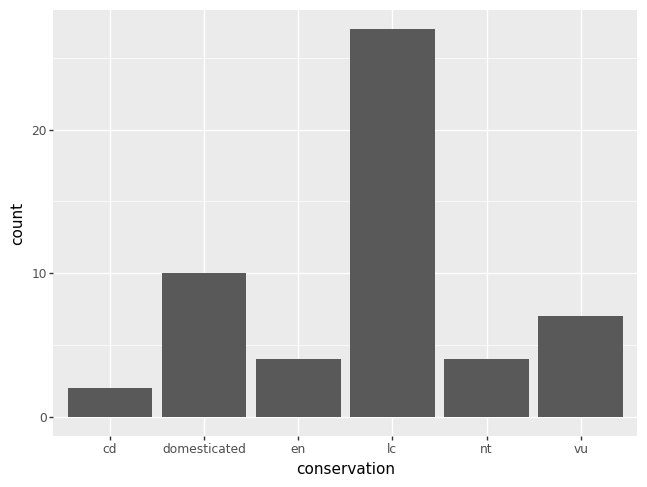 count
20
10
0
cd domesticated en lc nt vu
conservation